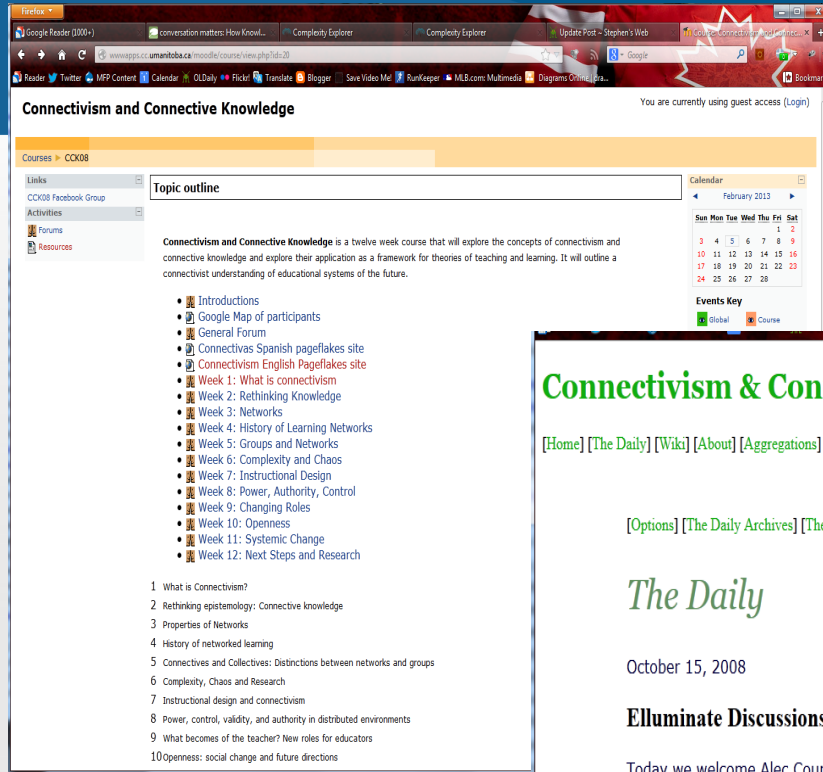 Firefox
Google Reader (1000+)
conversation matters: How Knowl...
Complexity Explorer
Complexity Explorer
Update Post ~ Stephen's Web
Course: Connectivism and Connec...
wwwapps.cc.umanitoba.ca/moodle/course/view.php?id=20
Google
Reader
Twitter
MFP Content
Calendar
OLDaily
Flickr!
Translate
Blogger
Save Video Me!
RunKeeper
MLB.com: Multimedia
Diagrams Online | dra...
Bookmar
Connectivism and Connective Knowledge
You are currently using guest access (Login)
Courses ► CCK08
Links
CCK08 Facebook Group
Activities
Forums
Resources
Topic outline
Connectivism and Connective Knowledge is a twelve week course that will explore the concepts of connectivism and
connective knowledge and explore their application as a framework for theories of teaching and learning. It will outline a
connectivist understanding of educational systems of the future.
Introductions
Google Map of participants
General Forum
Connectivas Spanish pageflakes site
Connectivism English Pageflakes site
Week 1: What is connectivism
Week 2: Rethinking Knowledge
Week 3: Networks
Week 4: History of Learning Networks
Week 5: Groups and Networks
Week 6: Complexity and Chaos
Week 7: Instructional Design
Week 8: Power, Authority, Control
Week 9: Changing Roles
Week 10: Openness
Week 11: Systemic Change
Week 12: Next Steps and Research
1 What is Connectivism?
2 Rethinking epistemology: Connective knowledge
3 Properties of Networks
4 History of networked learning
5 Connectives and Collectives: Distinctions between networks and groups
6 Complexity, Chaos and Research
7 Instructional design and connectivism
8 Power, control, validity, and authority in distributed environments
9 What becomes of the teacher? New roles for educators
10 Openness: social change and future directions
Calendar
◄ February 2013 ►
Sun Mon Tue Wed Thu Fri Sat
1 2
3 4 5 6 7 8 9
10 11 12 13 14 15 16
17 18 19 20 21 22 23
24 25 26 27 28
Events Key
Global
Course
Connectivism & Con
[Home] [The Daily] [Wiki] [About] [Aggregations]
[Options] [The Daily Archives] [The
The Daily
October 15, 2008
Elluminate Discussions
Today we welcome Alec Cour